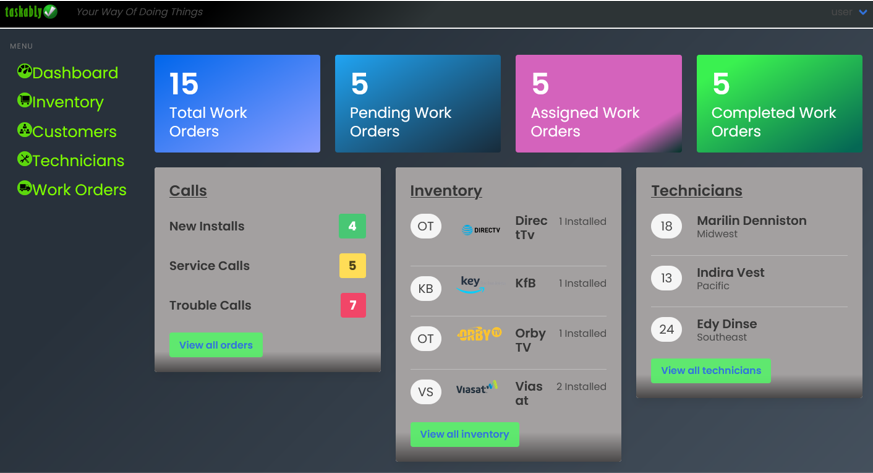 taskably
Your Way Of Doing Things
user
MENU
Dashboard
Inventory
Customers
Technicians
Work Orders
15
Total Work
Orders
5
Pending Work
Orders
5
Assigned Work
Orders
5
Completed Work
Orders
Calls
New Installs
4
Service Calls
5
Trouble Calls
7
View all orders
Inventory
OT
DIRECTV
Direc
tTv
1 Installed
KB
key
KfB
1 Installed
OT
ORBY TV
Orby
TV
1 Installed
VS
Viasat
Vias
at
2 Installed
View all inventory
Technicians
18
Marilin Denniston
Midwest
13
Indira Vest
Pacific
24
Edy Dinse
Southeast
View all technicians